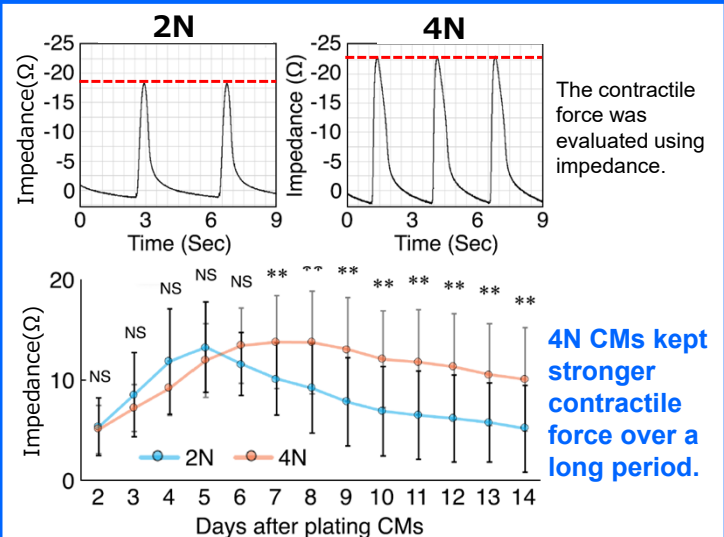 2N
4N
Impedance(Ω)
-25
-20
-15
-10
-5
0
0 3 6 9
Time (Sec)
Impedance (Ω)
-25
-20
-15
-10
-5
0
0 3 6 9
Time (Sec)
The contractile
force was
evaluated using
impedance.
Impedance(Ω)
20
10
0
NS NS NS NS NS ** ** ** ** ** ** ** **
2N 4N
2 3 4 5 6 7 8 9 10 11 12 13 14
Days after plating CMs
4N CMs kept
stronger
contractile
force over a
long period.